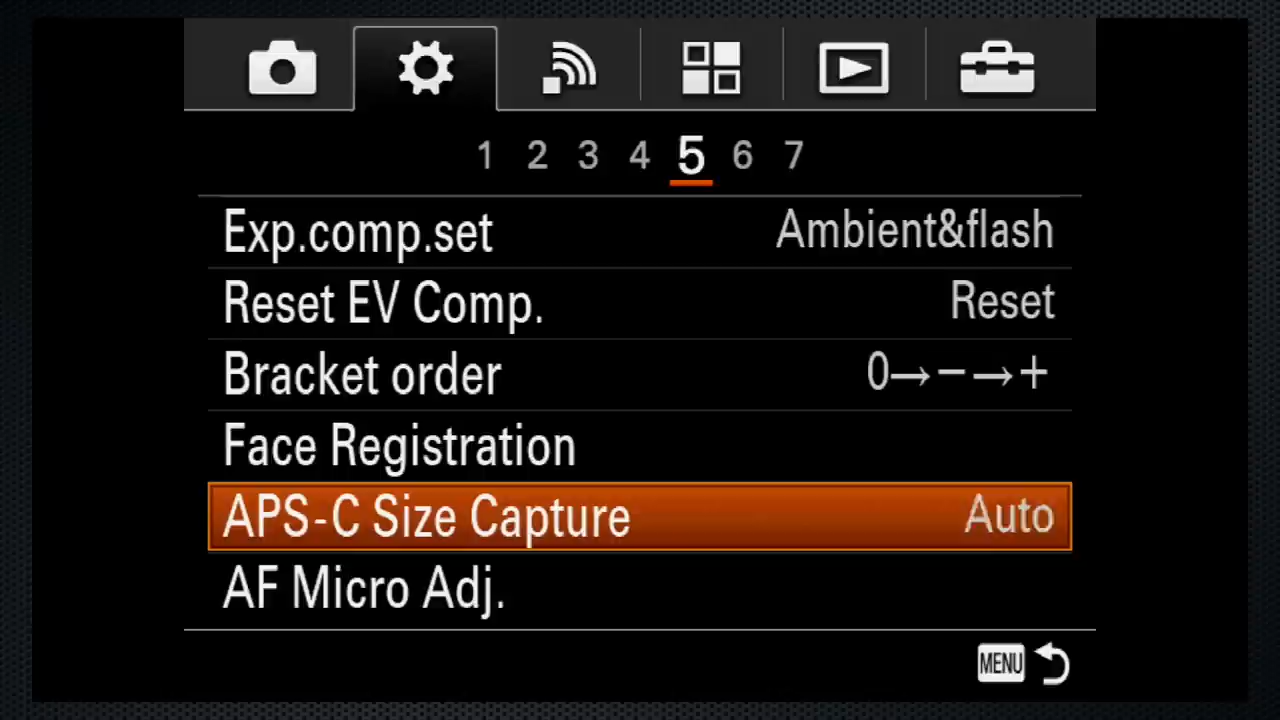 1 2 3 4 5 6 7
Exp.comp.set Ambient&flash
Reset EV Comp. Reset
Bracket order 0→−→+
Face Registration
APS-C Size Capture Auto
AF Micro Adj.
MENU